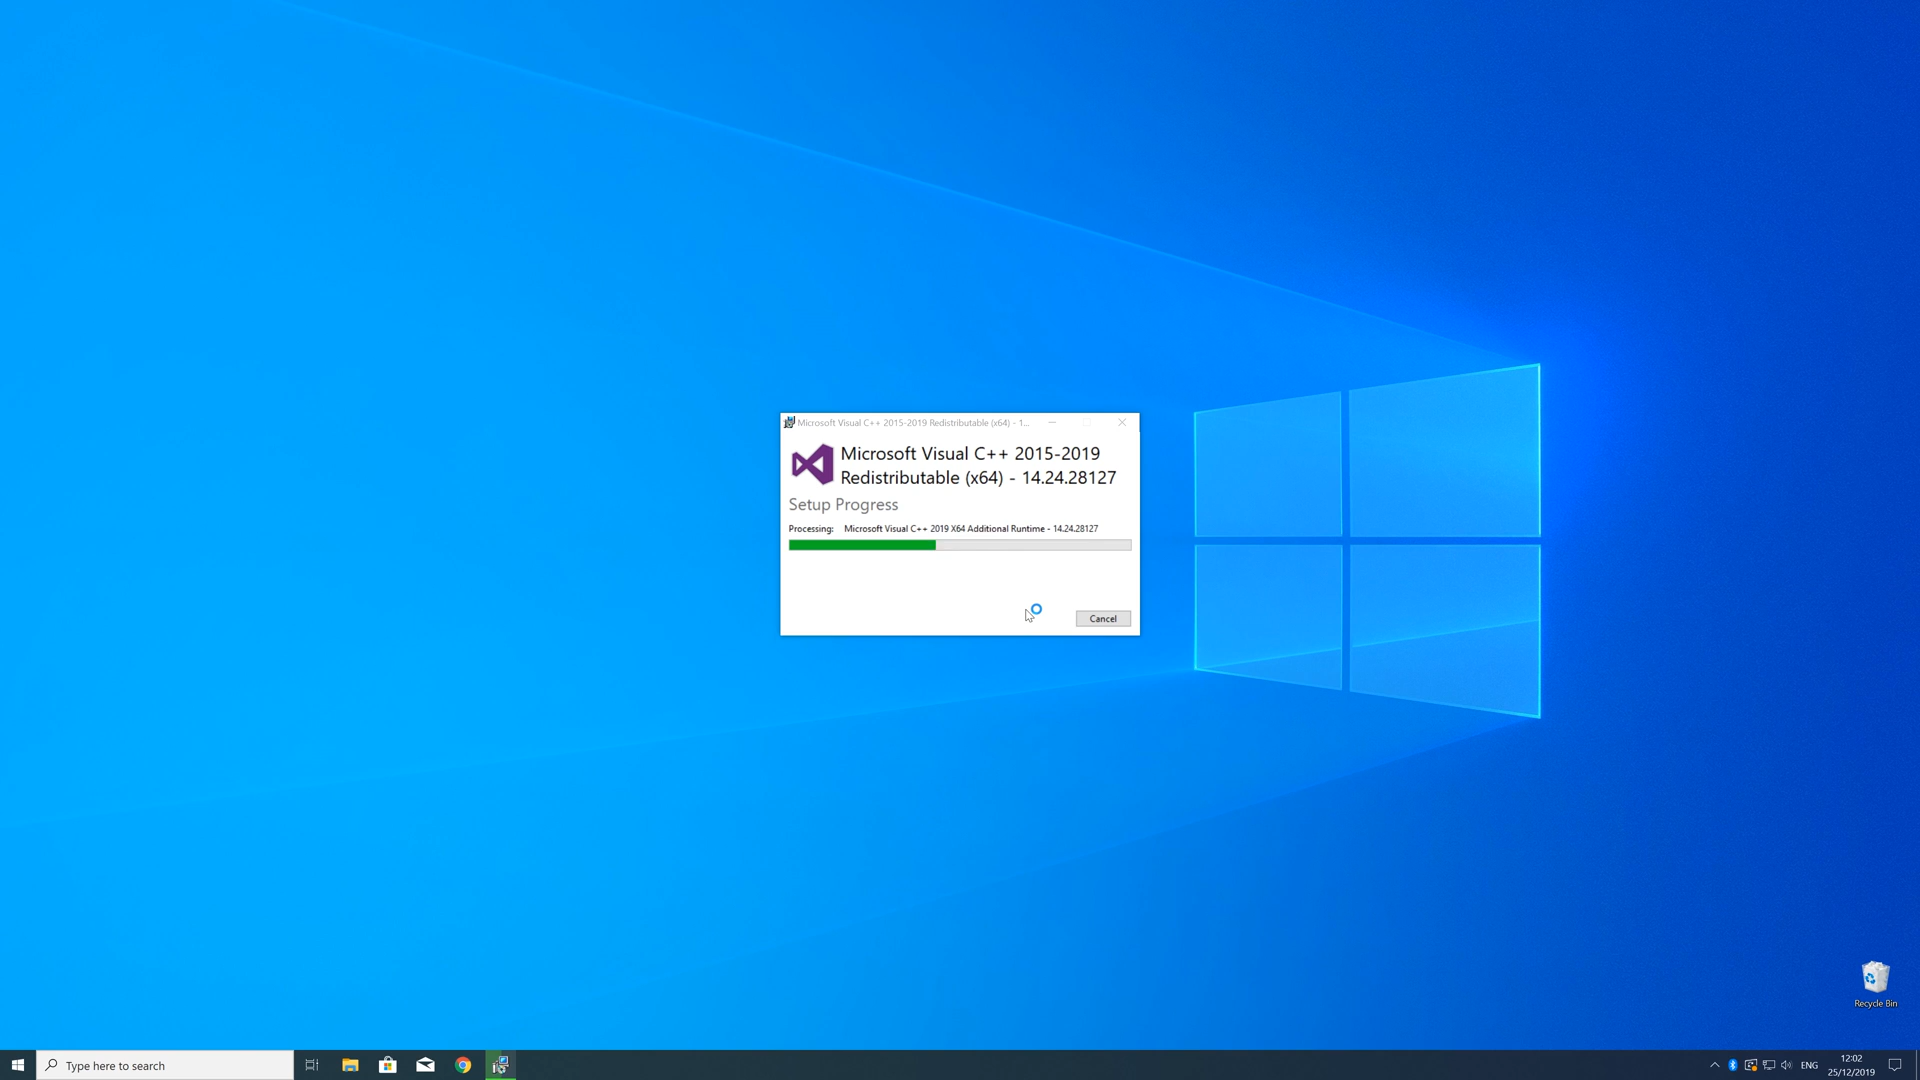 Microsoft Visual C++ 2015-2019 Redistributable (x64) - 1...
Microsoft Visual C++ 2015-2019
Redistributable (x64) - 14.24.28127
Setup Progress
Processing: Microsoft Visual C++ 2019 X64 Additional Runtime - 14.24.28127
Cancel
Recycle Bin
Type here to search
ENG
12:02
25/12/2019